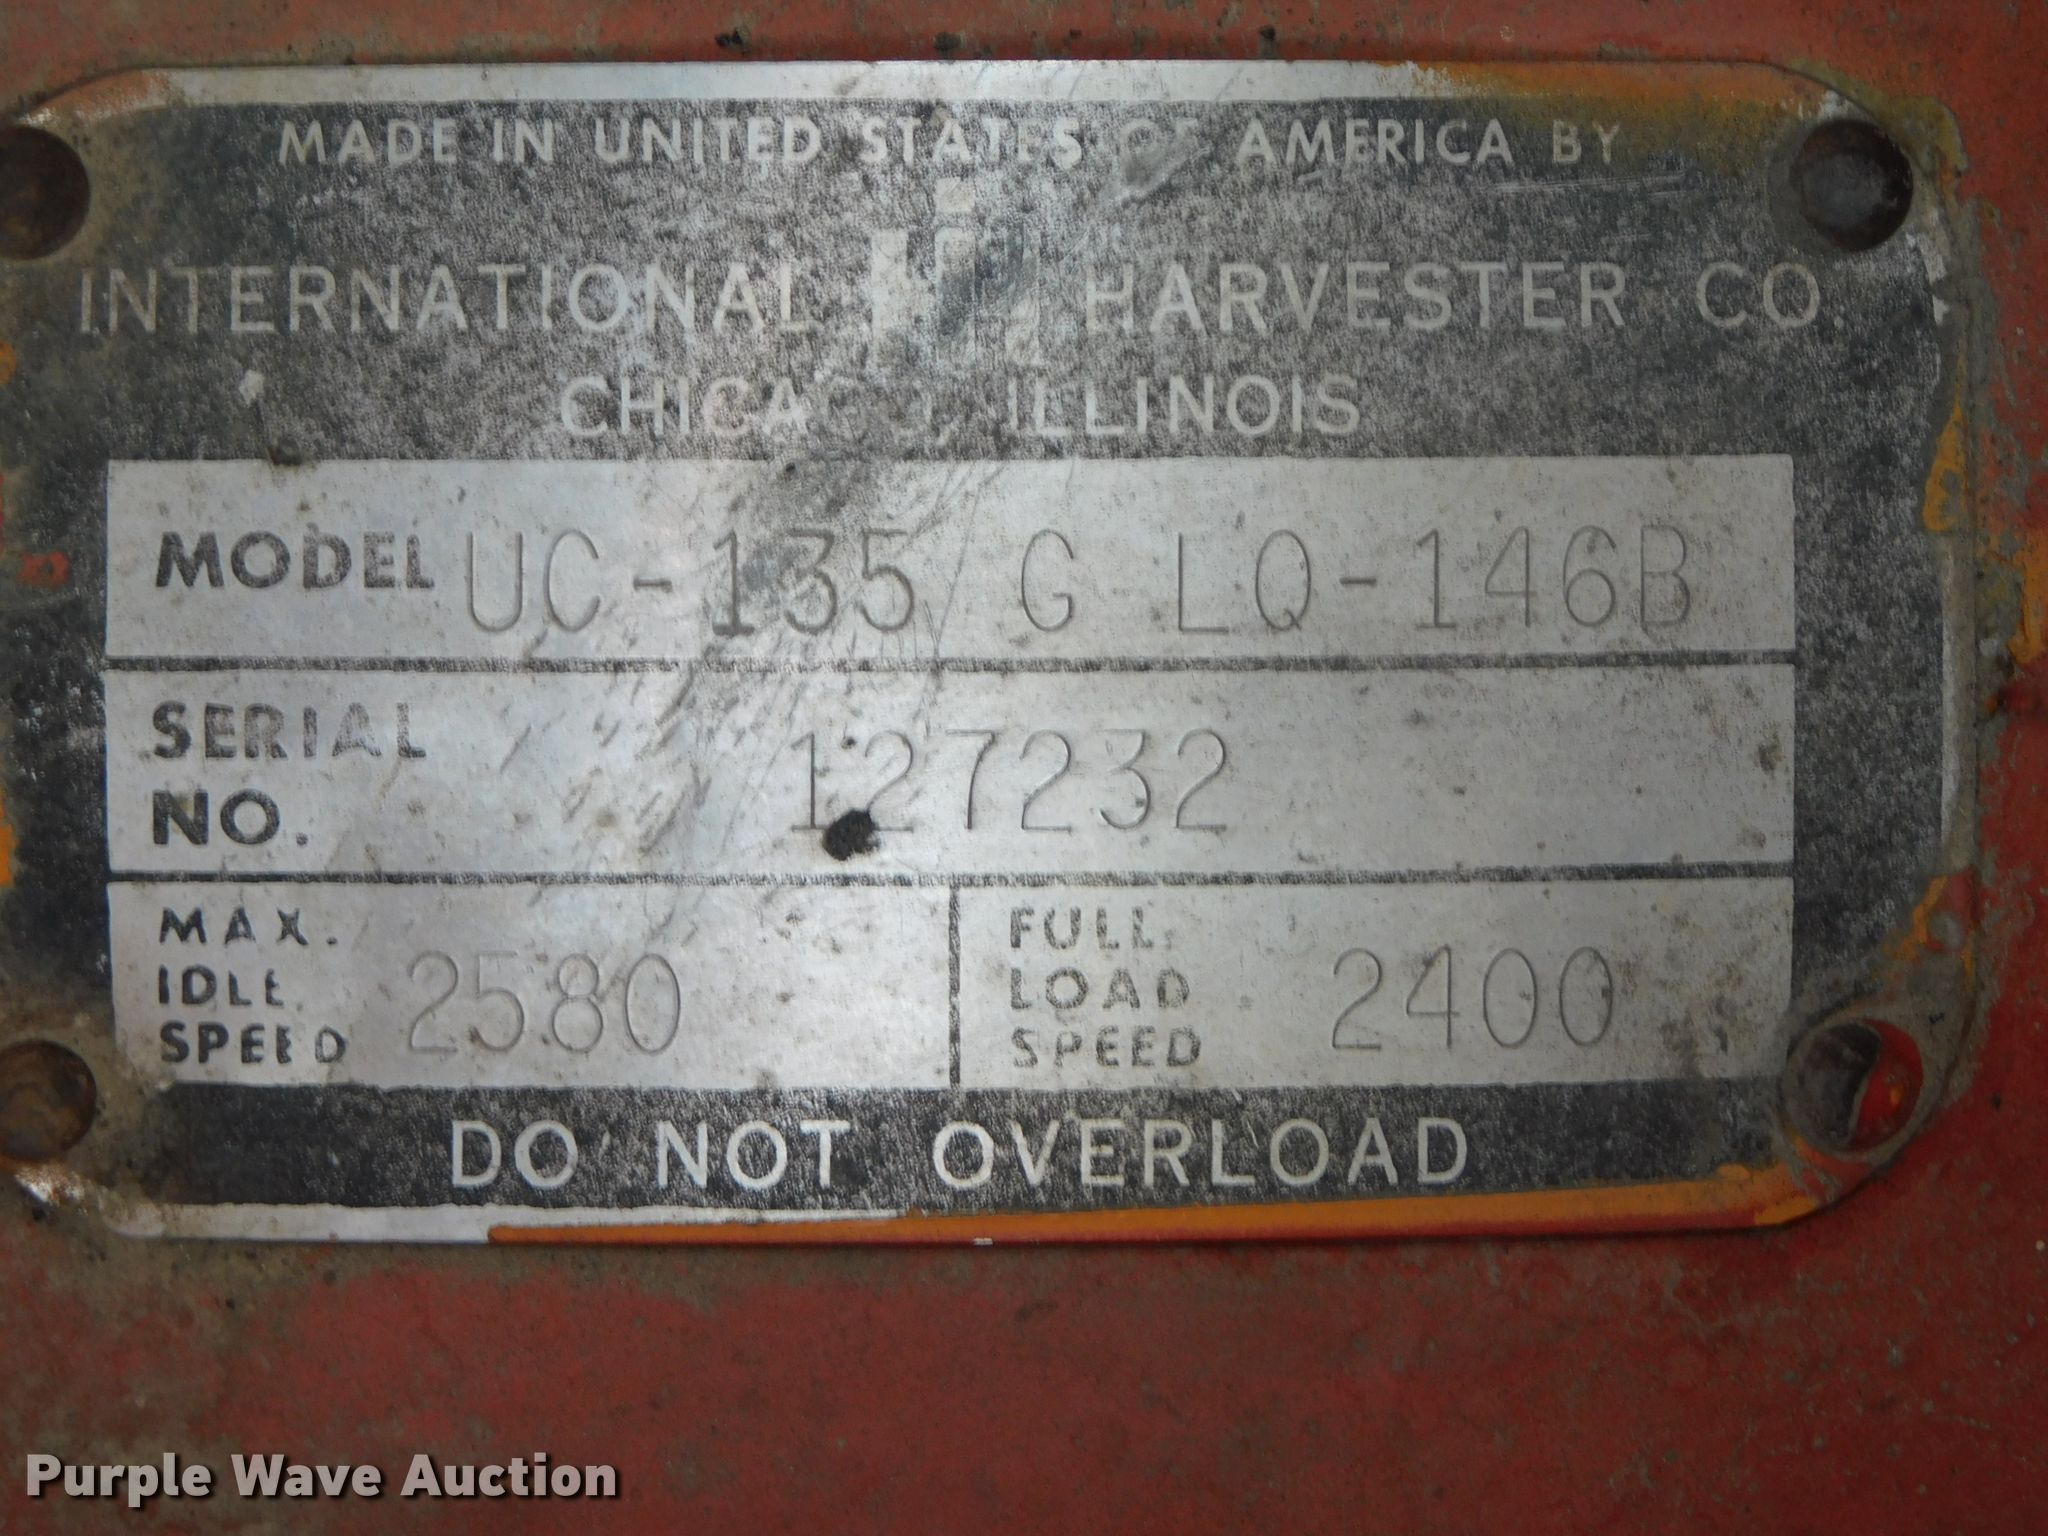 MADE IN UNITED STATES OF AMERICA BY
INTERNATIONAL IH HARVESTER CO.
CHICAGO, ILLINOIS
MODEL UC-135 G LQ-146B
SERIAL NO. 127232
MAX. IDLE SPEED 2580
FULL LOAD SPEED 2400
DO NOT OVERLOAD
Purple Wave Auction